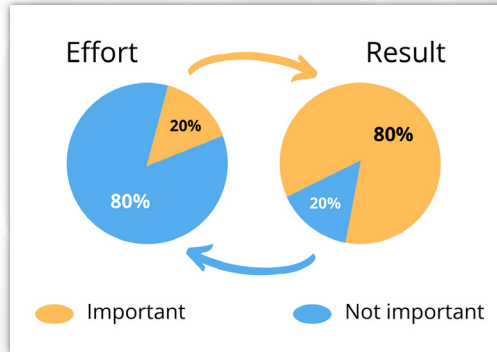 Effort
Result
20%
80%
80%
20%
Important
Not important